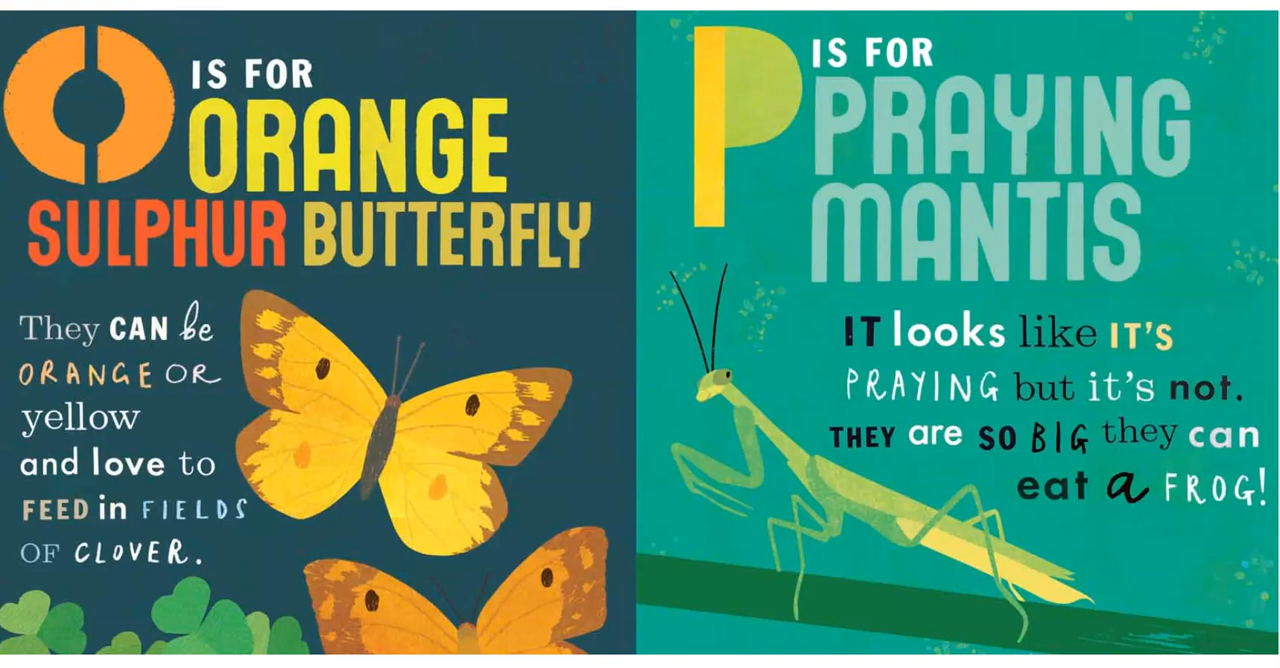 O IS FOR
ORANGE
SULPHUR BUTTERFLY
They CAN be
ORANGE OR
yellow
and love to
FEED in FIELDS
OF CLOVER.
P IS FOR
PRAYING
MANTIS
IT looks like IT'S
PRAYING but it's not.
THEY are SO BIG they can
eat a FROG!